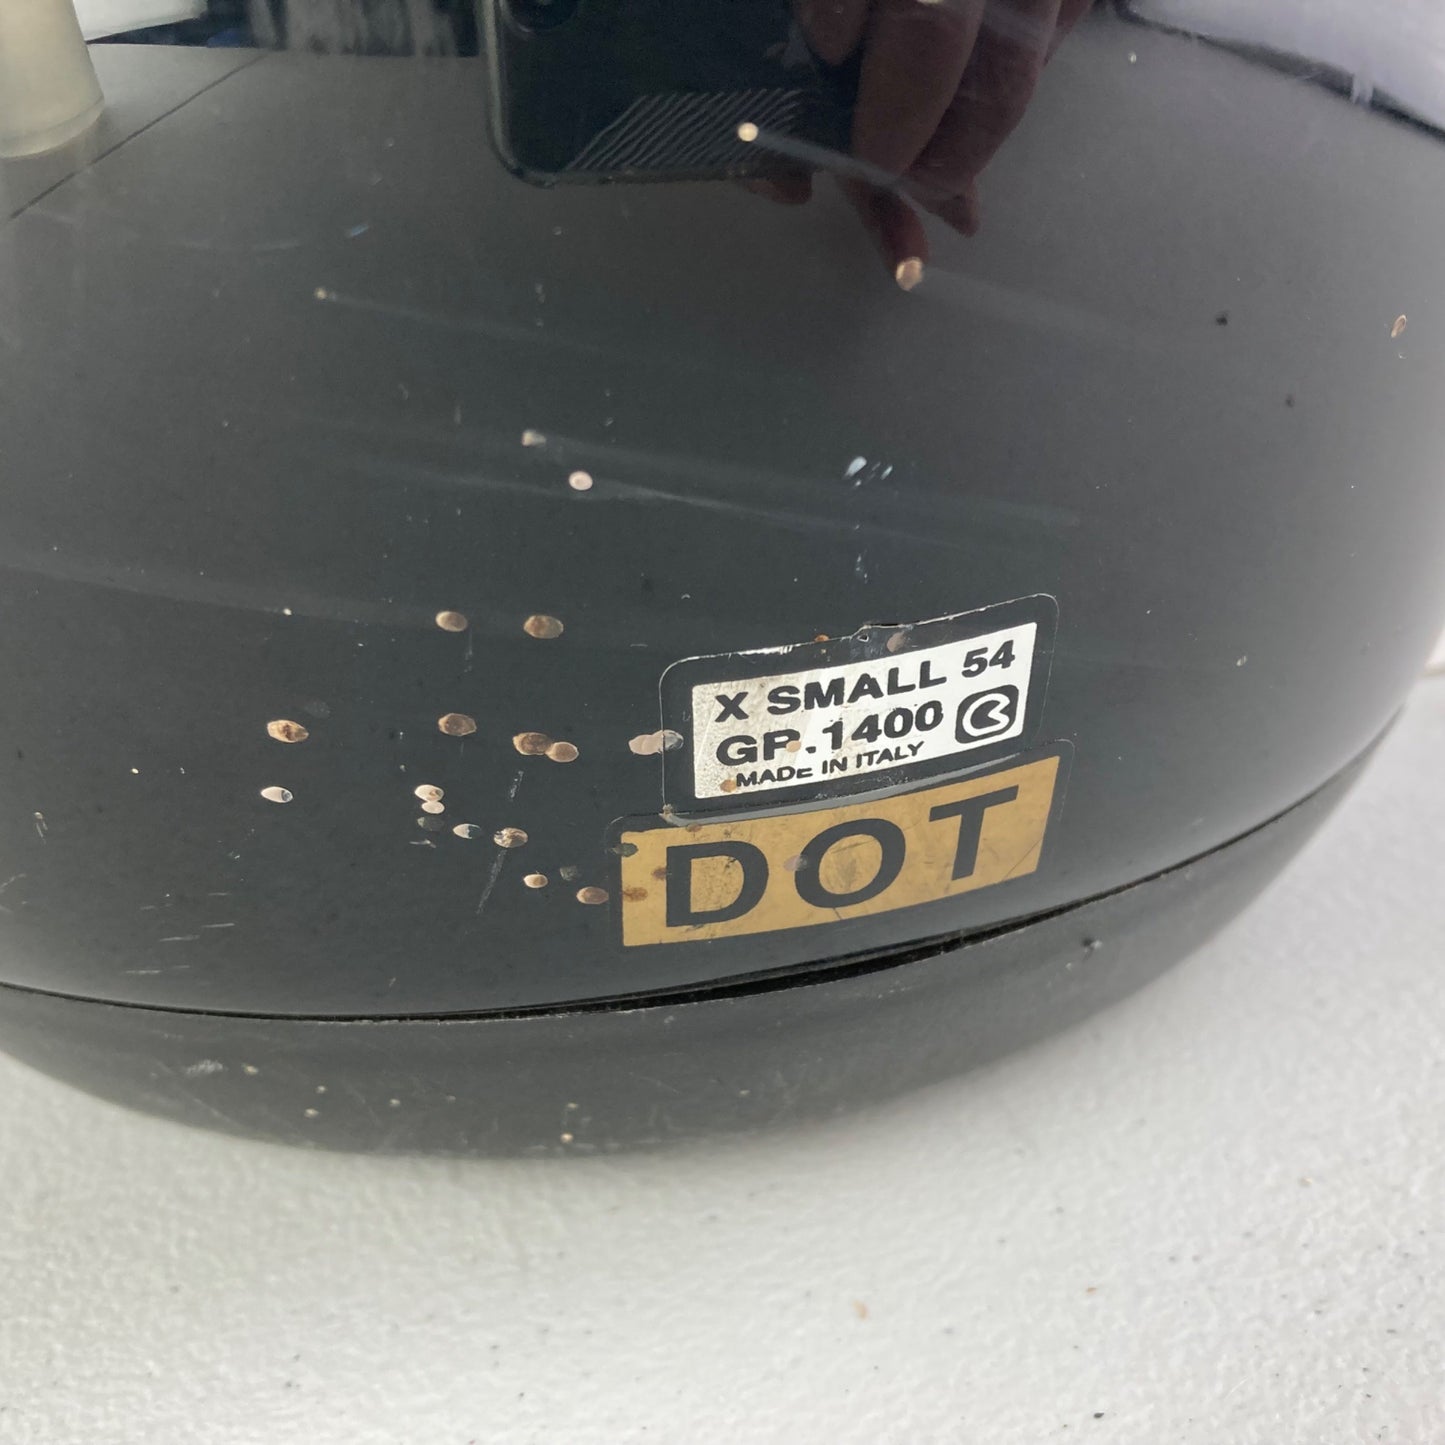 X SMALL 54
GP.1400
MADE IN ITALY
DOT